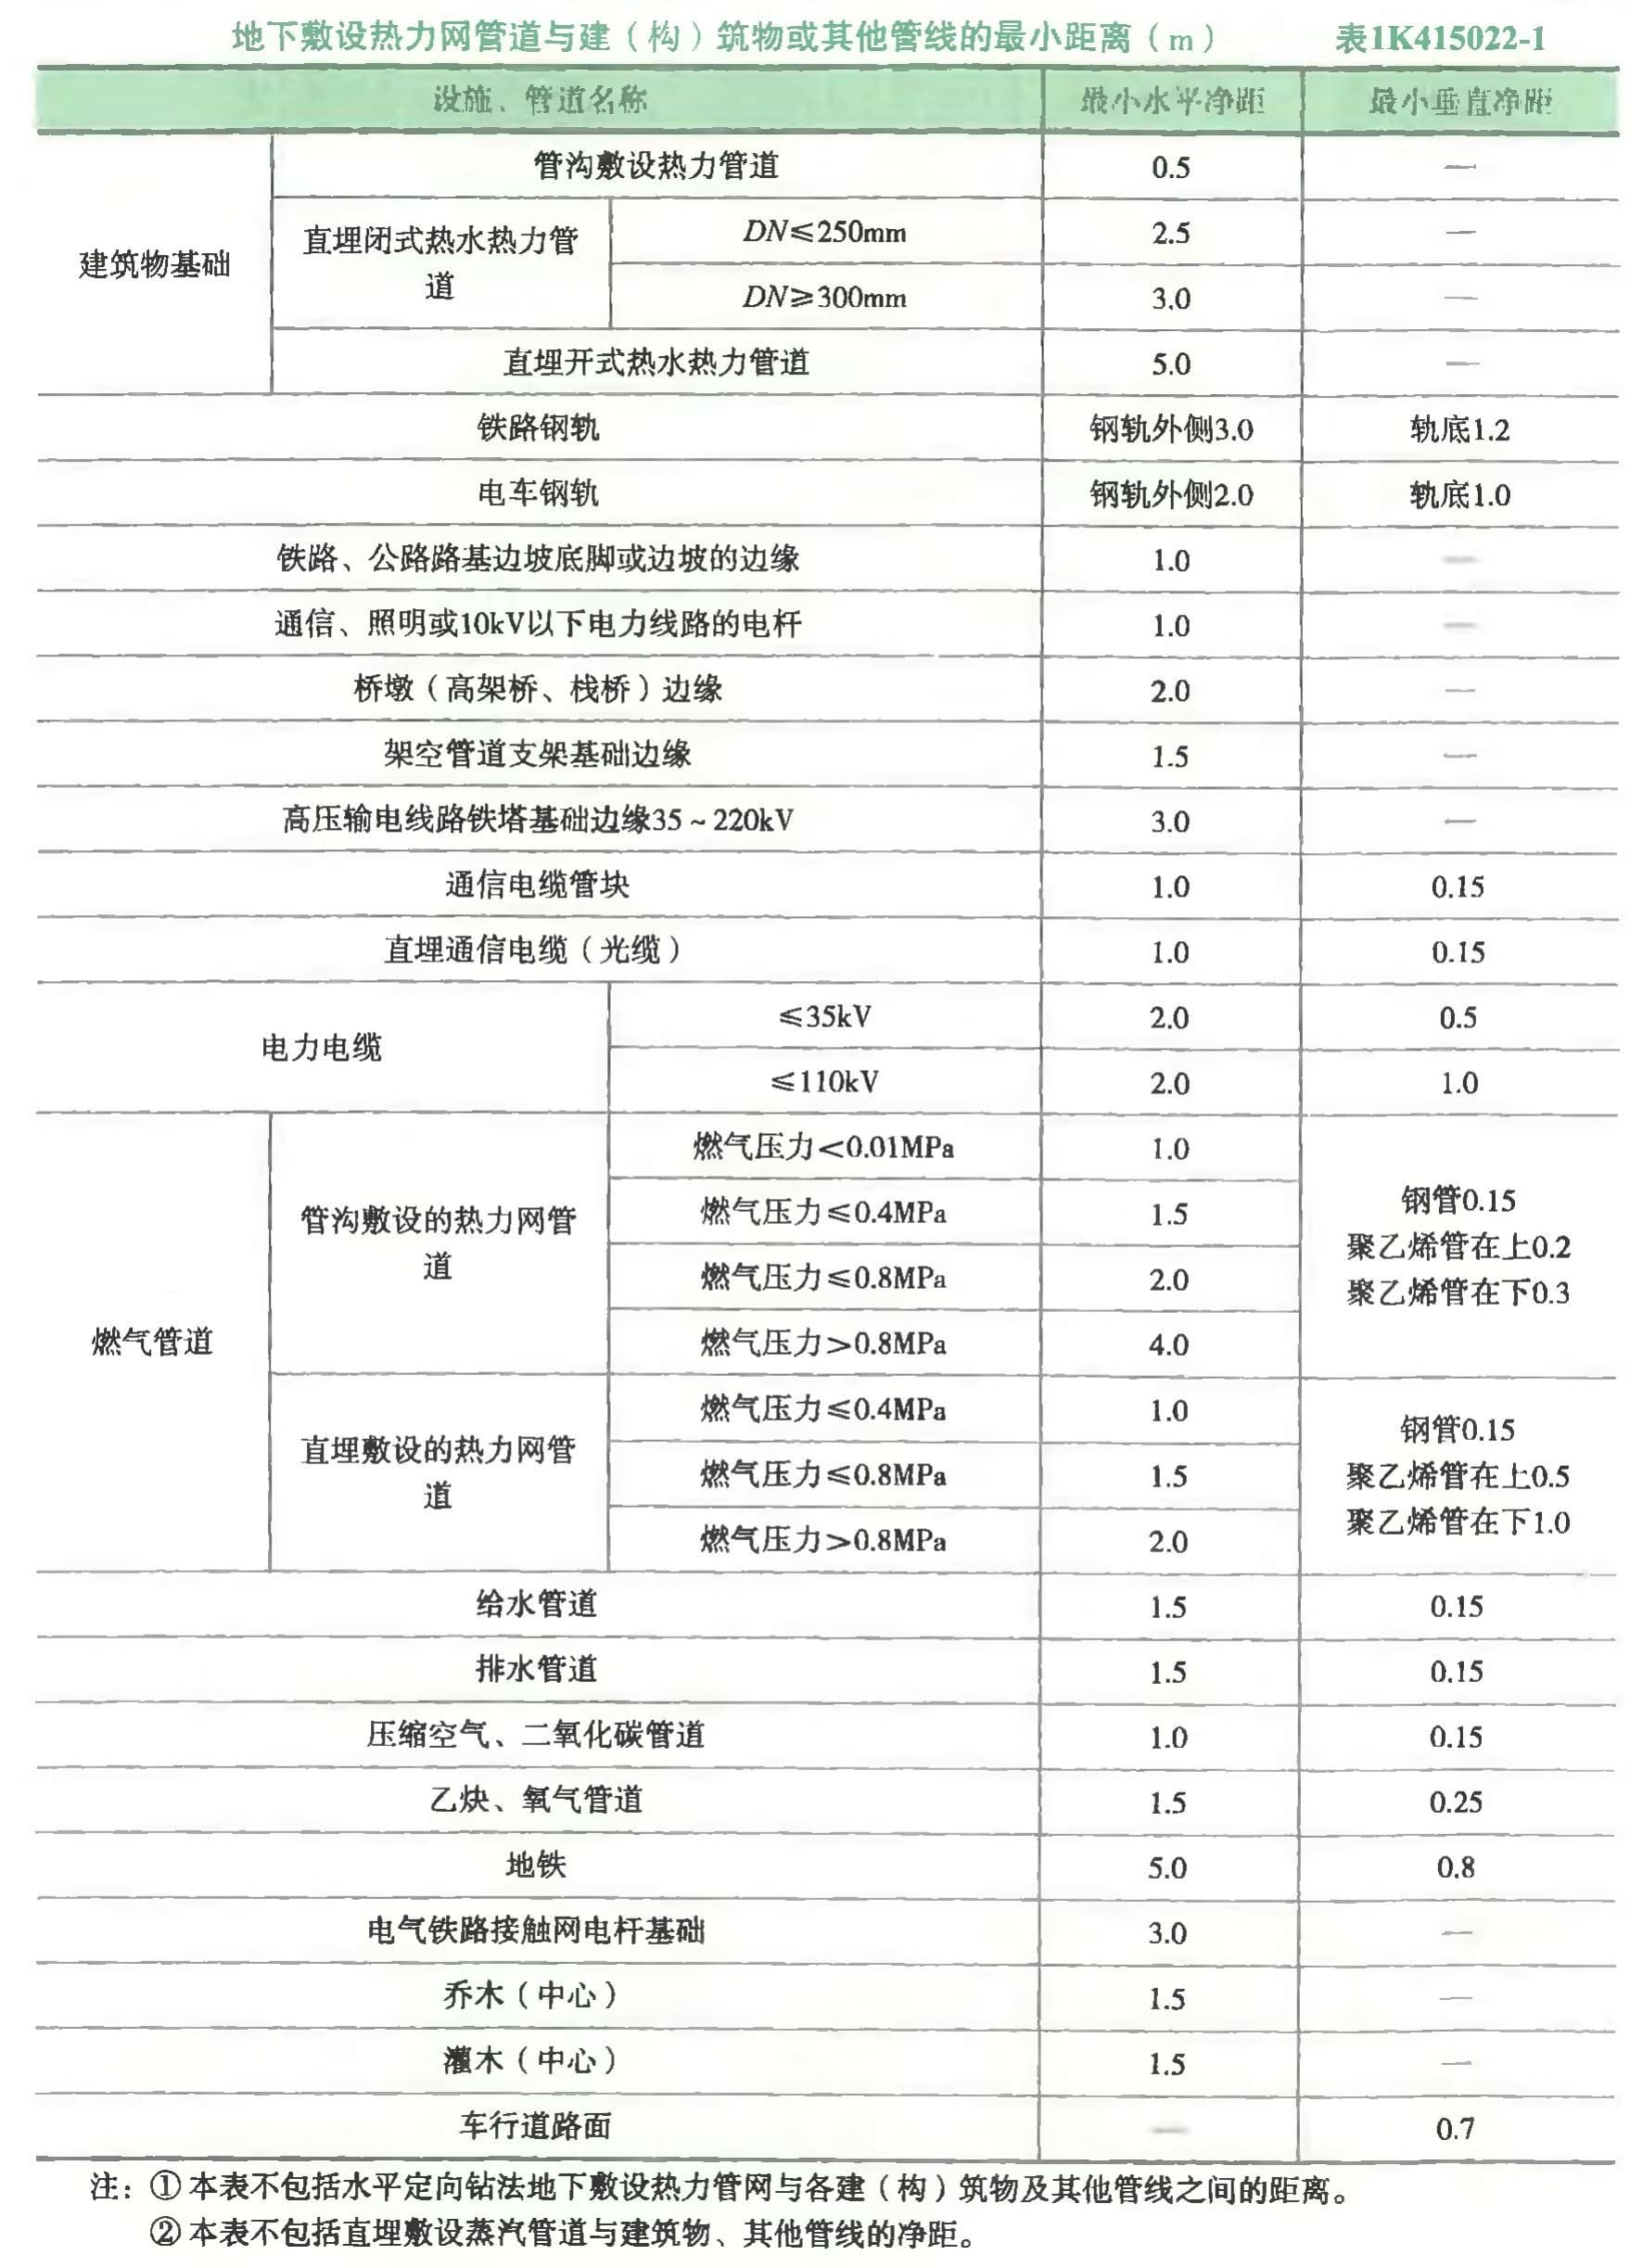 地下敷设热力网管道与建（构）筑物或其他管线的最小距离（m） 表1K415022-1
设施、管道名称 最小水平净距 最小垂直净距
建筑物基础 管沟敷设热力管道 0.5 —
直埋闭式热水热力管道 DN≤250mm 2.5 —
DN≥300mm 3.0 —
直埋开式热水热力管道 5.0 —
铁路钢轨 钢轨外侧3.0 轨底1.2
电车钢轨 钢轨外侧2.0 轨底1.0
铁路、公路路基边坡底脚或边坡的边缘 1.0 —
通信、照明或10kV以下电力线路的电杆 1.0 —
桥墩（高架桥、栈桥）边缘 2.0 —
架空管道支架基础边缘 1.5 —
高压输电线路铁塔基础边缘35~220kV 3.0 —
通信电缆管块 1.0 0.15
直埋通信电缆（光缆） 1.0 0.15
电力电缆 ≤35kV 2.0 0.5
≤110kV 2.0 1.0
燃气管道 管沟敷设的热力网管道 燃气压力<0.01MPa 1.0 钢管0.15
燃气压力≤0.4MPa 1.5 聚乙烯管在上0.2
燃气压力≤0.8MPa 2.0 聚乙烯管在下0.3
燃气压力>0.8MPa 4.0
直埋敷设的热力网管道 燃气压力≤0.4MPa 1.0 钢管0.15
燃气压力≤0.8MPa 1.5 聚乙烯管在上0.5
燃气压力>0.8MPa 2.0 聚乙烯管在下1.0
给水管道 1.5 0.15
排水管道 1.5 0.15
压缩空气、二氧化碳管道 1.0 0.15
乙炔、氧气管道 1.5 0.25
地铁 5.0 0.8
电气铁路接触网电杆基础 3.0 —
乔木（中心） 1.5 —
灌木（中心） 1.5 —
车行道路面 — 0.7
注：①本表不包括水平定向钻法地下敷设热力管网与各建（构）筑物及其他管线之间的距离。
②本表不包括直埋敷设蒸汽管道与建筑物、其他管线的净距。